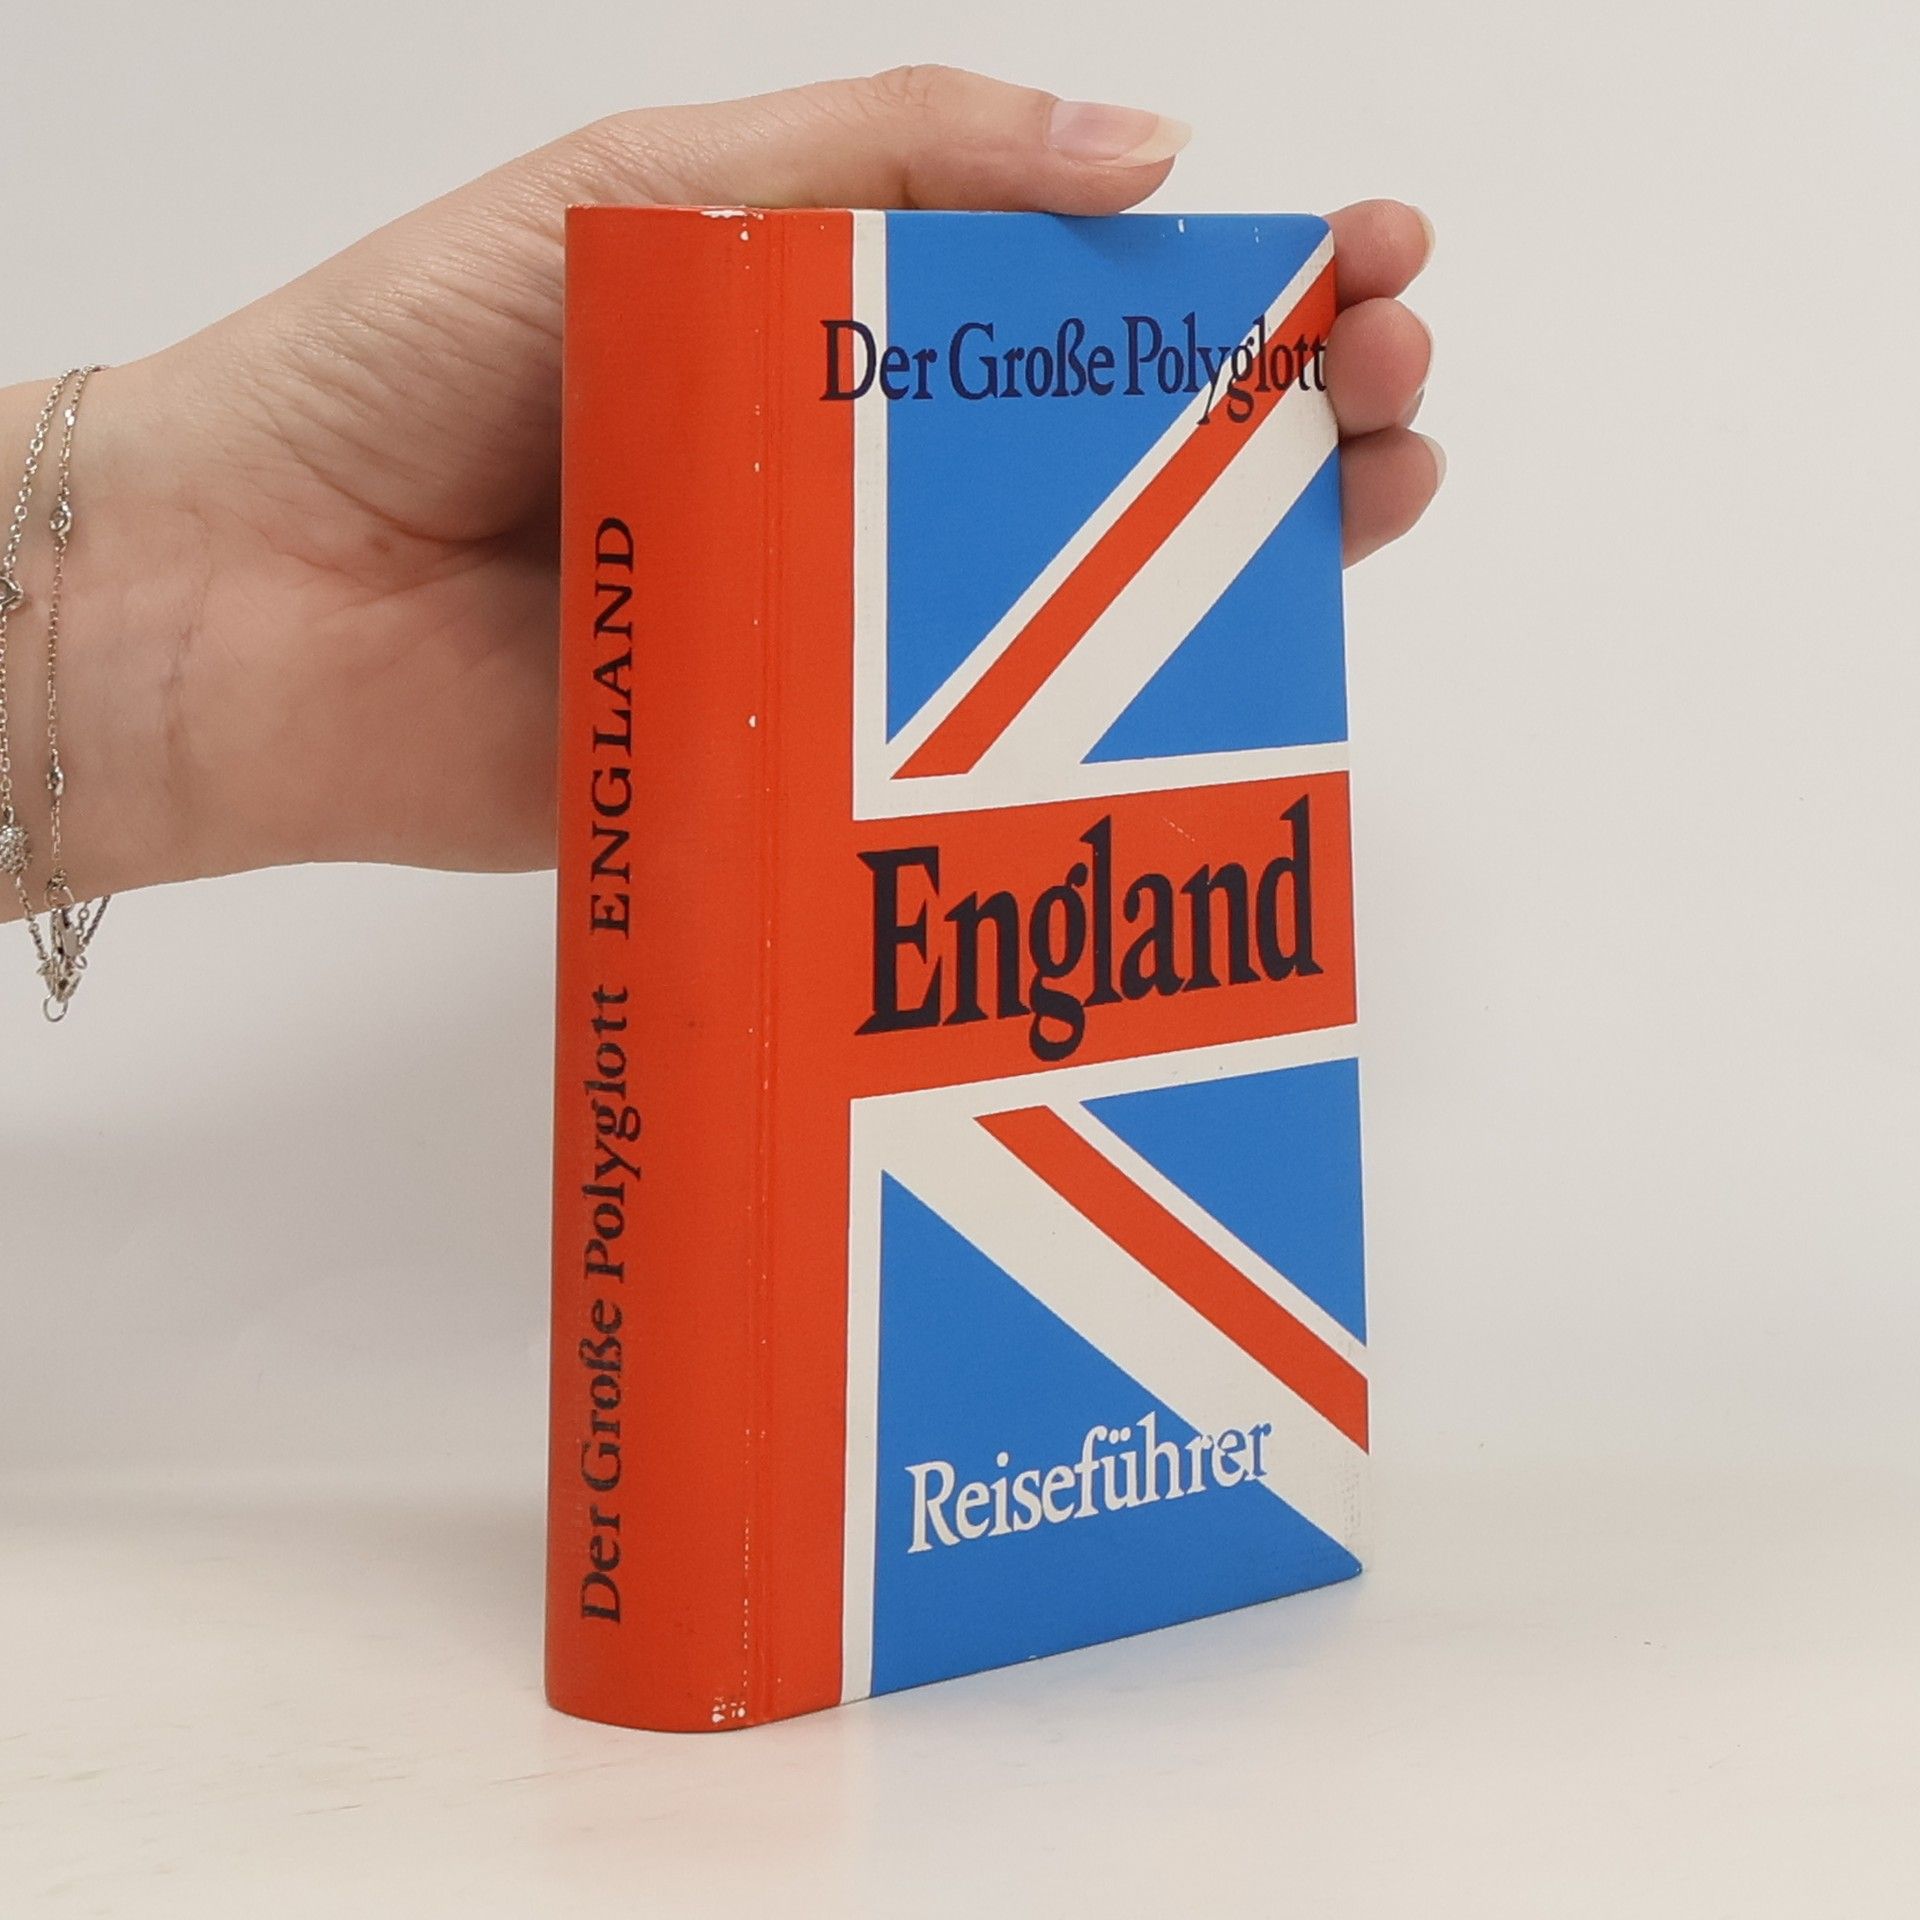 Der Große Polyglott ENGLAND
Der Große Polyglott
England
Reiseführer